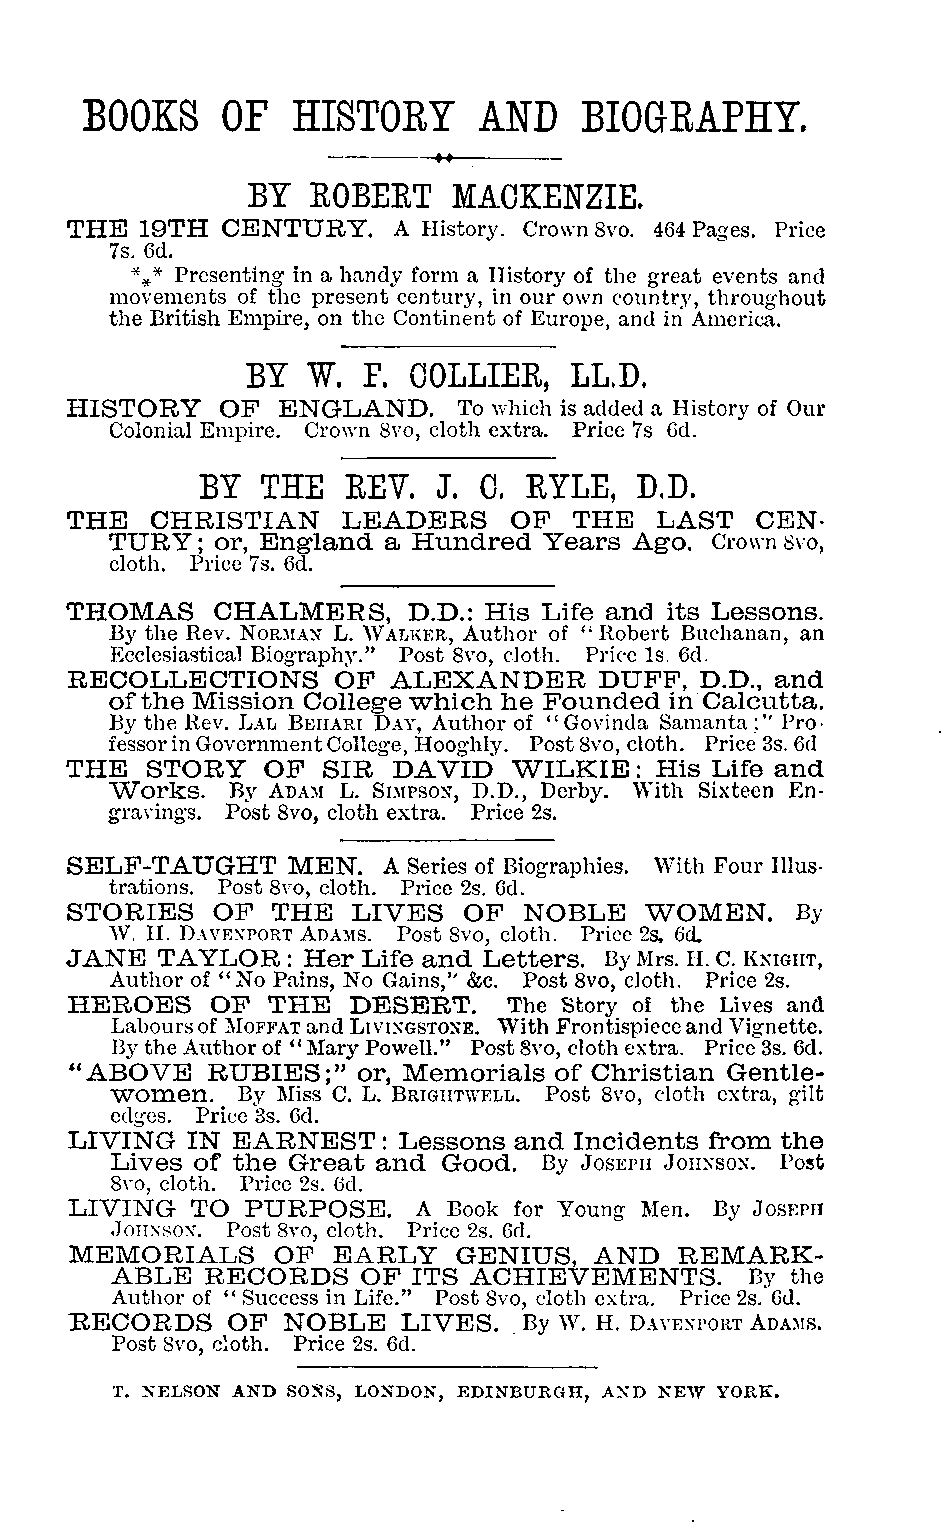 BOOKS OF HISTORY AND BIOGRAPHY.
BY ROBERT MACKENZIE.
THE 19TH CENTURY. A History. Crown 8vo. 464 Pages. Price
7s. 6d.
*⁎* Presenting in a handy form a History of the great events and
movements of the present century, in our own country, throughout
the British Empire, on the Continent of Europe, and in America.
BY W. F. COLLIER, LL.D.
HISTORY OF ENGLAND. To which is added a History of Our
Colonial Empire. Crown 8vo, cloth extra. Price 7s 6d.
BY THE REV. J. C. RYLE, D.D.
THE CHRISTIAN LEADERS OF THE LAST CEN-
TURY; or, England a Hundred Years Ago. Crown 8vo,
cloth. Price 7s. 6d.
THOMAS CHALMERS, D.D.: His Life and its Lessons.
By the Rev. NORMAN L. WALKER, Author of "Robert Buchanan, an
Ecclesiastical Biography." Post 8vo, cloth. Price 1s. 6d.
RECOLLECTIONS OF ALEXANDER DUFF, D.D., and
of the Mission College which he Founded in Calcutta.
By the Rev. LAL BEHARI DAY, Author of "Govinda Samanta;" Pro-
fessor in Government College, Hooghly. Post 8vo, cloth. Price 3s. 6d
THE STORY OF SIR DAVID WILKIE: His Life and
Works. By ADAM L. SIMPSON, D.D., Derby. With Sixteen En-
gravings. Post 8vo, cloth extra. Price 2s.
SELF-TAUGHT MEN. A Series of Biographies. With Four Illus-
trations. Post 8vo, cloth. Price 2s. 6d.
STORIES OF THE LIVES OF NOBLE WOMEN. By
W. H. DAVENPORT ADAMS. Post 8vo, cloth. Price 2s. 6d.
JANE TAYLOR: Her Life and Letters. By Mrs. H. C. KNIGHT,
Author of "No Pains, No Gains," &c. Post 8vo, cloth. Price 2s.
HEROES OF THE DESERT. The Story of the Lives and
Labours of MOFFAT and LIVINGSTONE. With Frontispiece and Vignette.
By the Author of "Mary Powell." Post 8vo, cloth extra. Price 3s. 6d.
"ABOVE RUBIES;" or, Memorials of Christian Gentle-
women. By Miss C. L. BRIGHTWELL. Post 8vo, cloth extra, gilt
edges. Price 3s. 6d.
LIVING IN EARNEST: Lessons and Incidents from the
Lives of the Great and Good. By JOSEPH JOHNSON. Post
8vo, cloth. Price 2s. 6d.
LIVING TO PURPOSE. A Book for Young Men. By JOSEPH
JOHNSON. Post 8vo, cloth. Price 2s. 6d.
MEMORIALS OF EARLY GENIUS, AND REMARK-
ABLE RECORDS OF ITS ACHIEVEMENTS. By the
Author of "Success in Life." Post 8vo, cloth extra. Price 2s. 6d.
RECORDS OF NOBLE LIVES. By W. H. DAVENPORT ADAMS.
Post 8vo, cloth. Price 2s. 6d.
T. NELSON AND SONS, LONDON, EDINBURGH, AND NEW YORK.